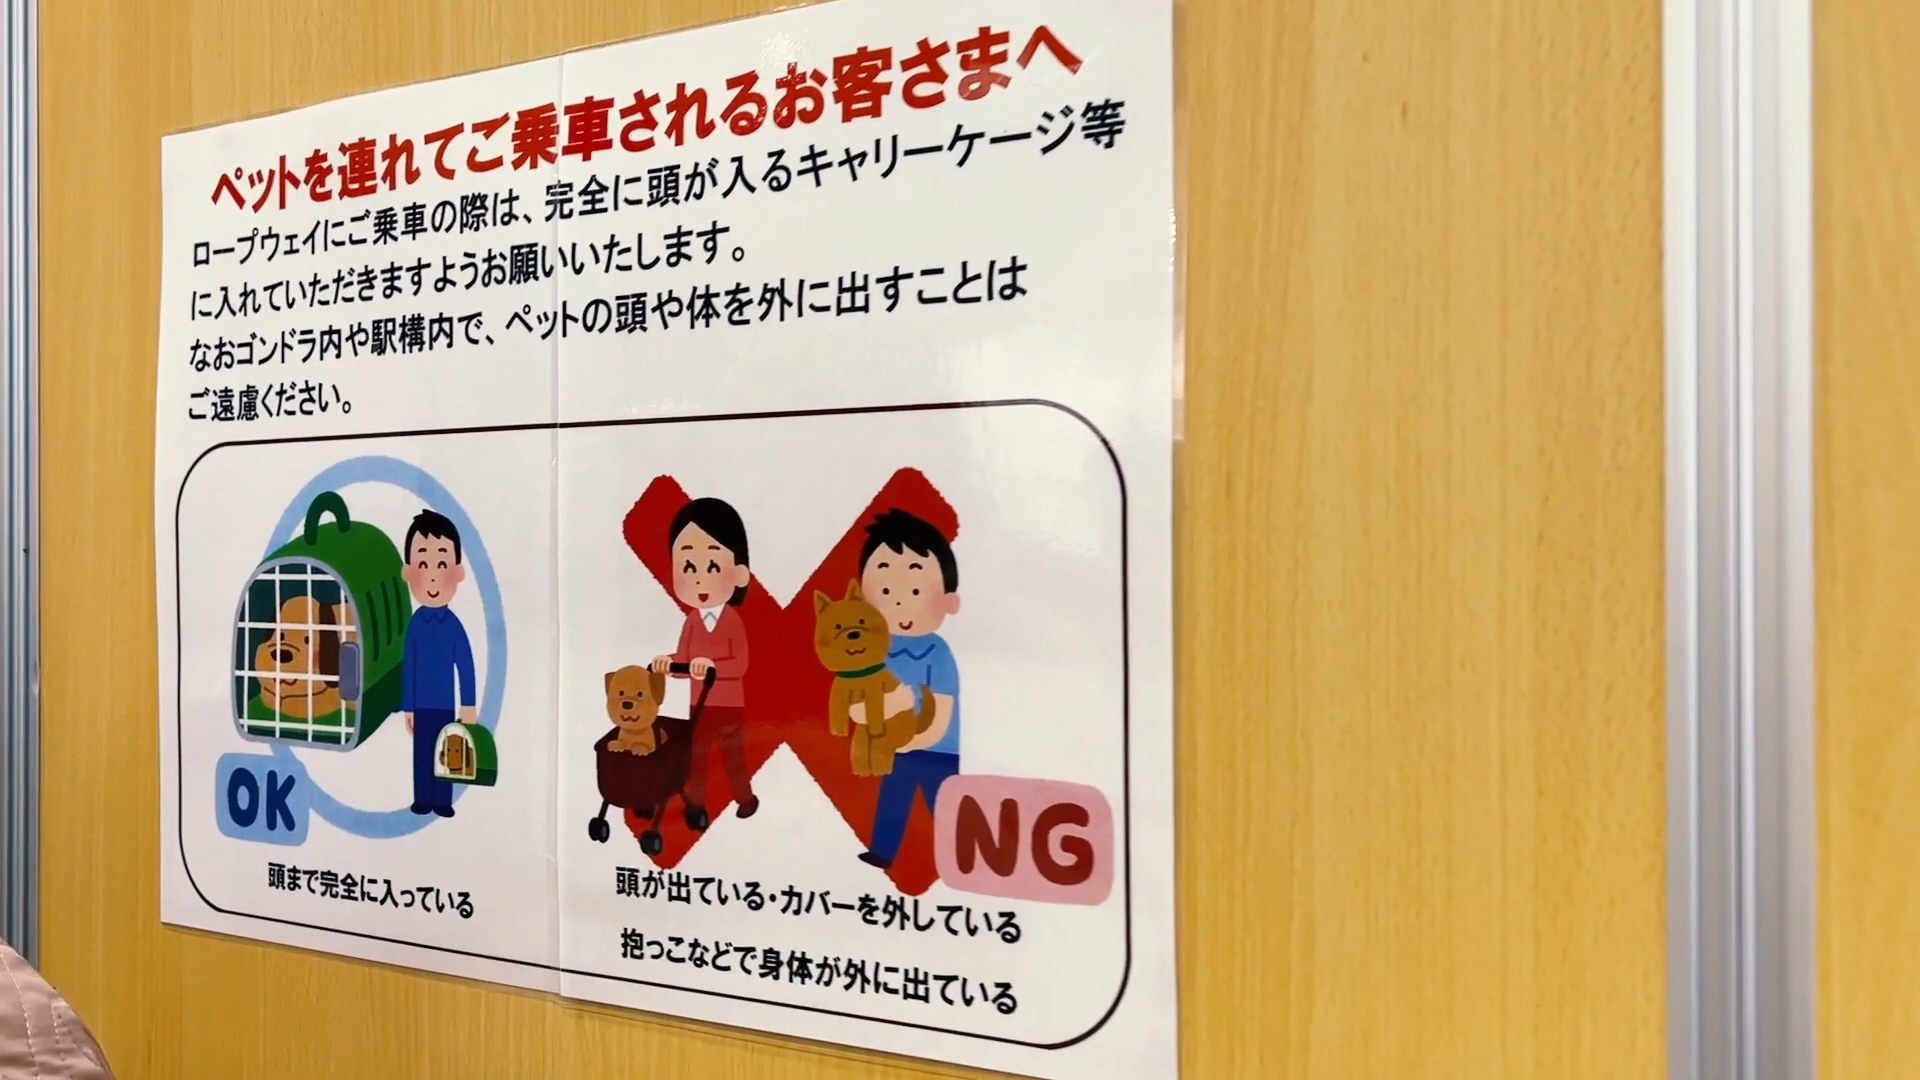 ペットを連れてご乗車されるお客さまへ
ロープウェイにご乗車の際は、完全に頭が入るキャリーケージ等
に入れていただきますようお願いいたします。
なおゴンドラ内や駅構内で、ペットの頭や体を外に出すことは
ご遠慮ください。
OK
頭まで完全に入っている
NG
頭が出ている・カバーを外している
抱っこなどで身体が外に出ている